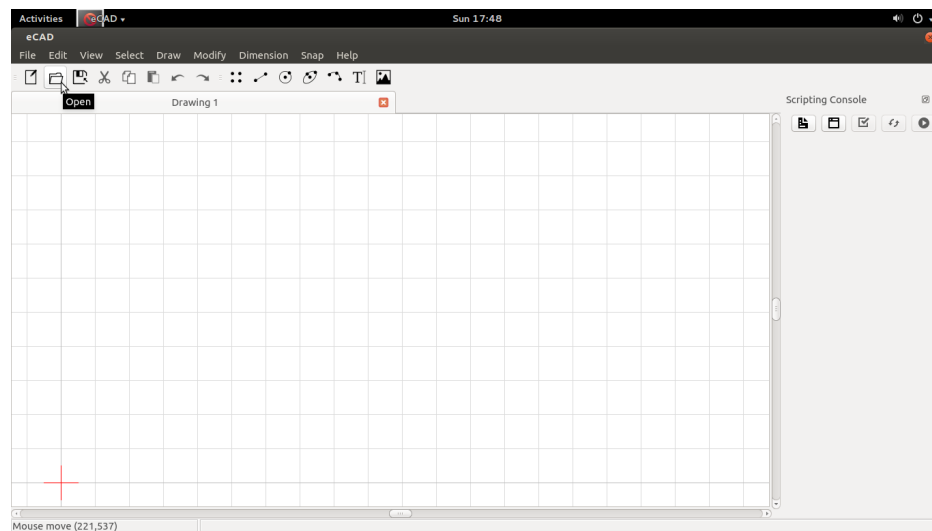 Activities eCAD Sun 17:48
eCAD
File Edit View Select Draw Modify Dimension Snap Help
Open
Drawing 1
Scripting Console
Mouse move (221,537)